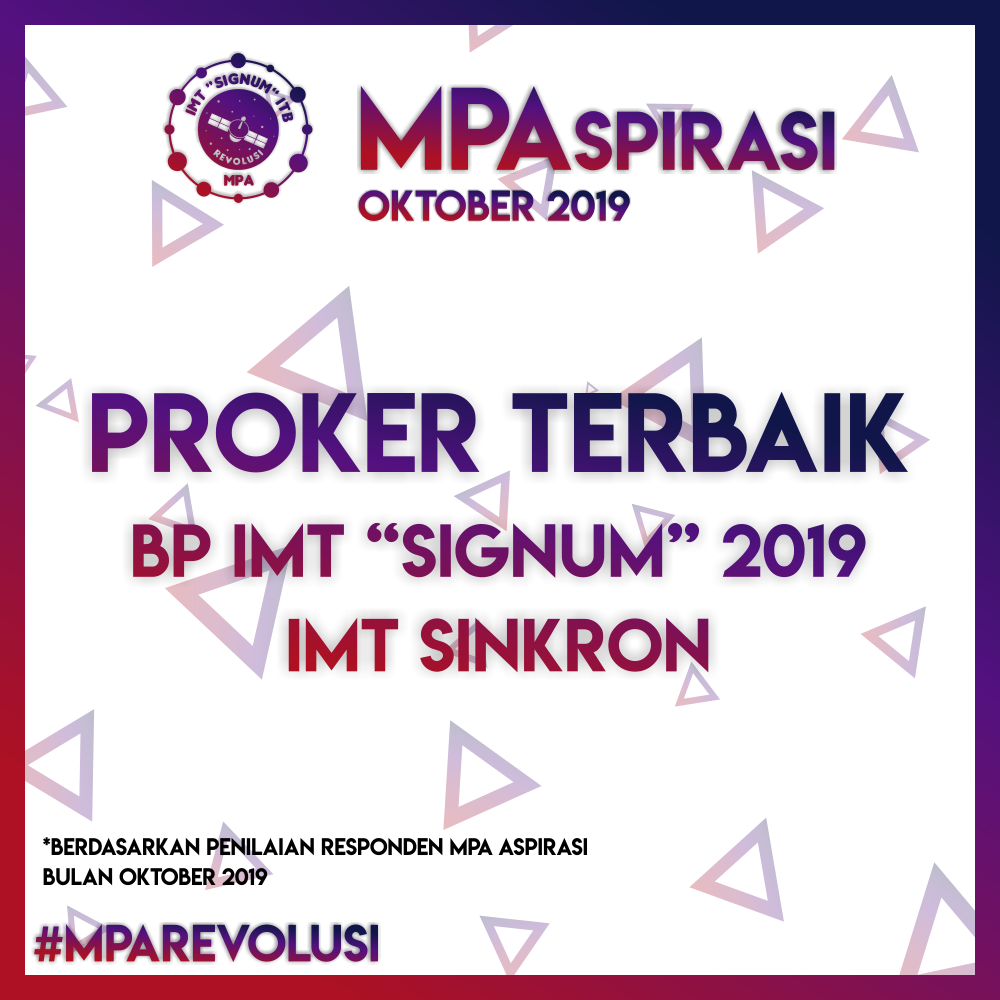 IMT "SIGNUM" ITB
REVOLUSI
MPA
MPASPIRASI
OKTOBER 2019
PROKER TERBAIK
BP IMT “SIGNUM” 2019
IMT SINKRON
*BERDASARKAN PENILAIAN RESPONDEN MPA ASPIRASI
BULAN OKTOBER 2019
#MPAREVOLUSI